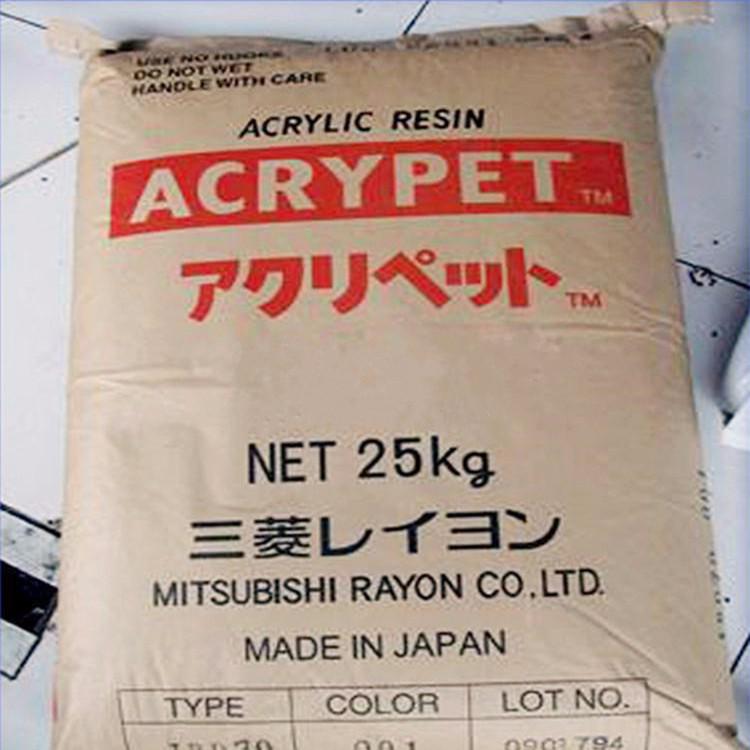 USE NO HOOKS
DO NOT WET
HANDLE WITH CARE
ACRYLIC RESIN
ACRYPET TM
アクリペット TM
NET 25kg
三菱レイヨン
MITSUBISHI RAYON CO.,LTD.
MADE IN JAPAN
TYPE COLOR LOT NO.
001